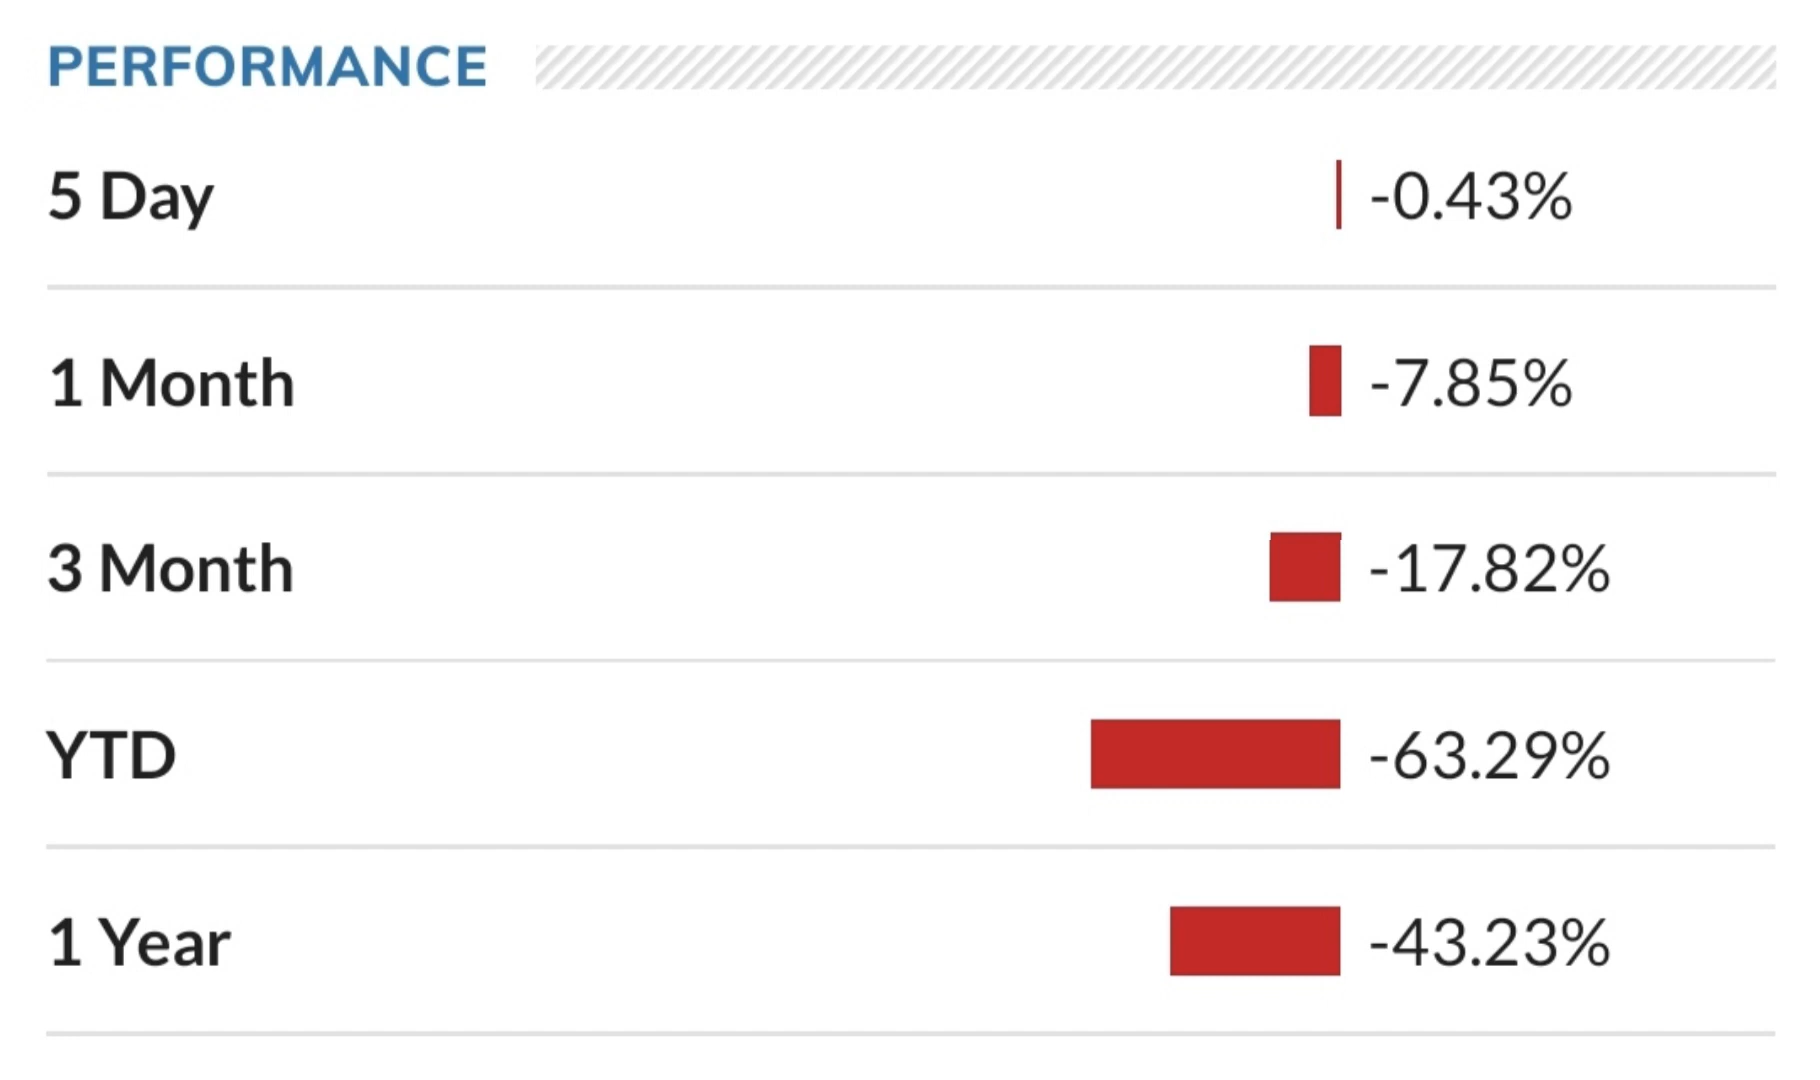 PERFORMANCE
5 Day -0.43%
1 Month -7.85%
3 Month -17.82%
YTD -63.29%
1 Year -43.23%